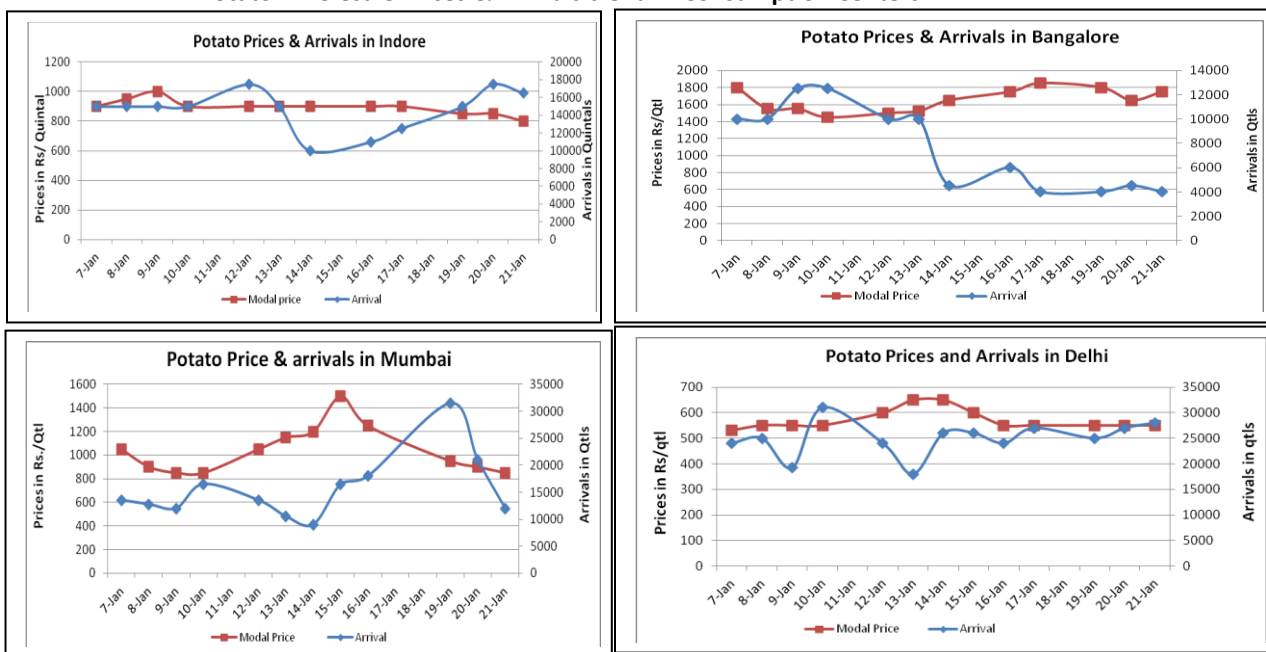 Potato Prices & Arrivals in Indore
Prices in Rs/ Quintal
1200
1000
800
600
400
200
0
20000
18000
16000
14000
12000
10000
8000
6000
4000
2000
0
Arrivals in Quintals
7-Jan
8-Jan
9-Jan
10-Jan
11-Jan
12-Jan
13-Jan
14-Jan
15-Jan
16-Jan
17-Jan
18-Jan
19-Jan
20-Jan
21-Jan
Modal price
Arrival
Potato Prices & Arrivals in Bangalore
Prices in Rs/Qtl
2000
1800
1600
1400
1200
1000
800
600
400
200
0
14000
12000
10000
8000
6000
4000
2000
0
Arrivals in Qtls
7-Jan
8-Jan
9-Jan
10-Jan
11-Jan
12-Jan
13-Jan
14-Jan
15-Jan
16-Jan
17-Jan
18-Jan
19-Jan
20-Jan
21-Jan
Modal Price
Arrival
Potato Price & arrivals in Mumbai
Prices in Rs./Qtl
1600
1400
1200
1000
800
600
400
200
0
35000
30000
25000
20000
15000
10000
5000
0
Arrivals in Qtls
7-Jan
8-Jan
9-Jan
10-Jan
11-Jan
12-Jan
13-Jan
14-Jan
15-Jan
16-Jan
17-Jan
18-Jan
19-Jan
20-Jan
21-Jan
Modal Price
Arrival
Potato Prices and Arrivals in Delhi
Prices in Rs/qtl
700
600
500
400
300
200
100
0
35000
30000
25000
20000
15000
10000
5000
0
Arrivals in qtls
7-Jan
8-Jan
9-Jan
10-Jan
11-Jan
12-Jan
13-Jan
14-Jan
15-Jan
16-Jan
17-Jan
18-Jan
19-Jan
20-Jan
21-Jan
Modal Price
Arrival